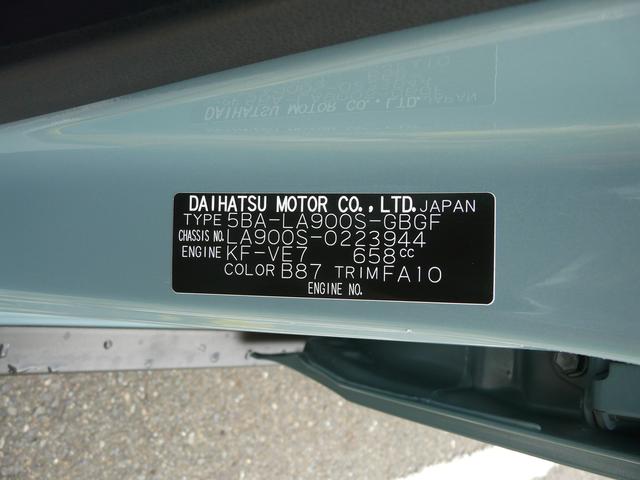 DAIHATSU MOTOR CO., LTD. JAPAN
TYPE 5BA-LA900S-GBGF
CHASSIS NO. LA900S-0223944
ENGINE KF-VE7 658cc
COLOR B87 TRIM FA10
ENGINE NO.